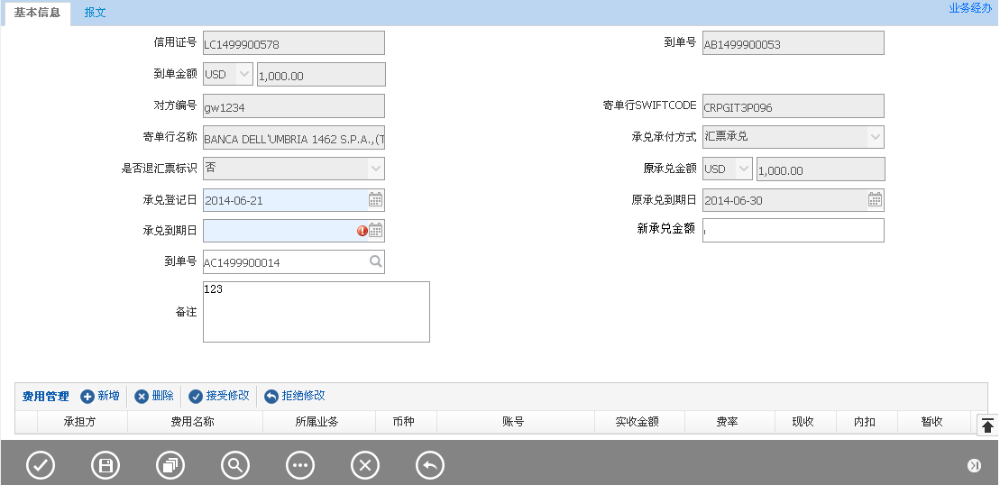 基本信息 报文 业务经办
信用证号 LC1499900578 到单号 AB1499900053
到单金额 USD 1,000.00
对方编号 gw1234 寄单行SWIFTCODE CRPGIT3P096
寄单行名称 BANCA DELL'UMBRIA 1462 S.P.A.,(T 承兑承付方式 汇票承兑
是否退汇票标识 否 原承兑金额 USD 1,000.00
承兑登记日 2014-06-21 原承兑到期日 2014-06-30
承兑到期日 新承兑金额
到单号 AC1499900014
备注 123
费用管理 新增 删除 接受修改 拒绝修改
承担方 费用名称 所属业务 币种 账号 实收金额 费率 现收 内扣 暂收